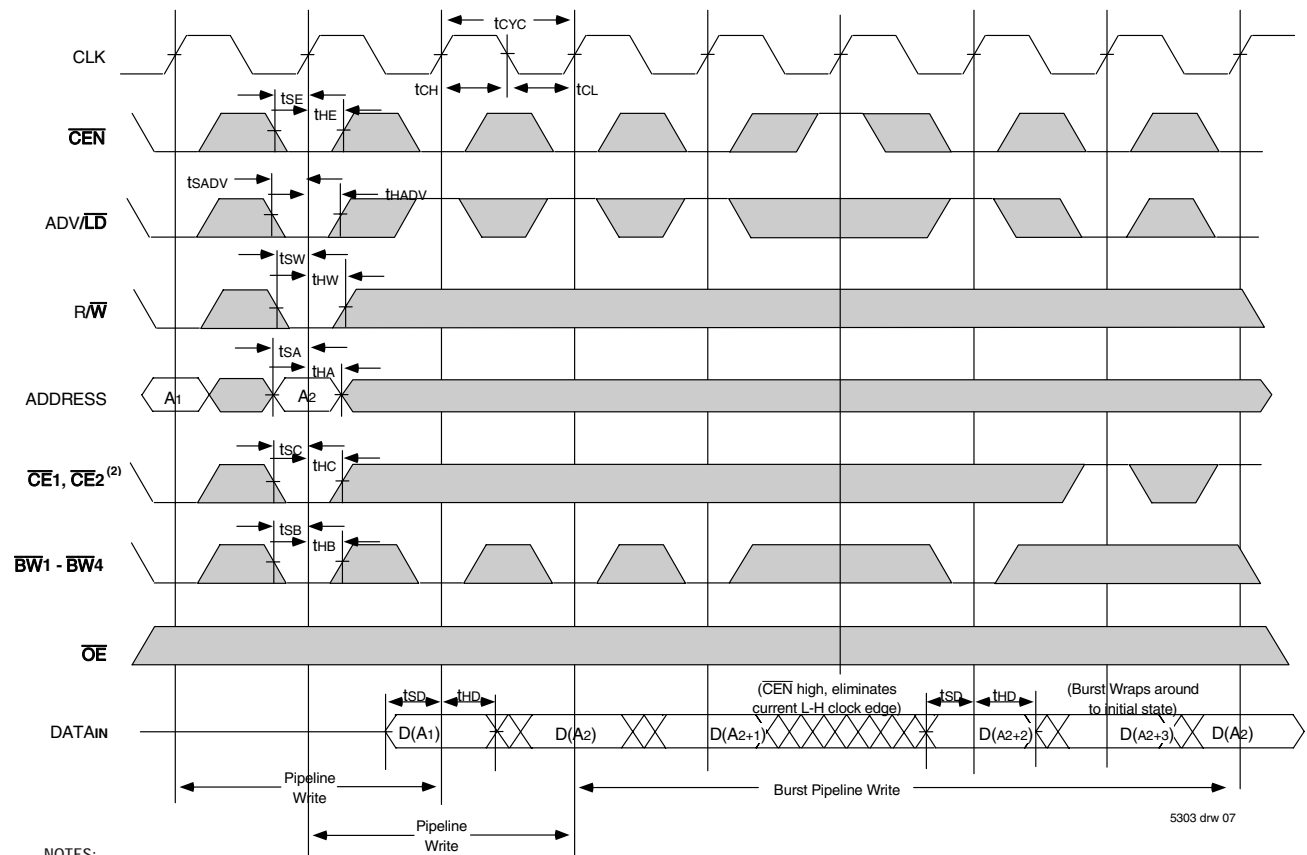 tCYC
CLK
tCH
tCL
tSE
tHE
CEN
tSADV
tHADV
ADV/LD
tSW
tHW
R/W
tSA
tHA
ADDRESS
A1
A2
tSC
tHC
CE1, CE2 (2)
tSB
tHB
BW1 - BW4
OE
(CEN high, eliminates
current L-H clock edge)
(Burst Wraps around
to initial state)
tSD
tHD
tSD
tHD
DATAIN
D(A1)
D(A2)
D(A2+1)
D(A2+2)
D(A2+3)
D(A2)
Pipeline
Write
Burst Pipeline Write
Pipeline
Write
5303 drw 07
NOTES: